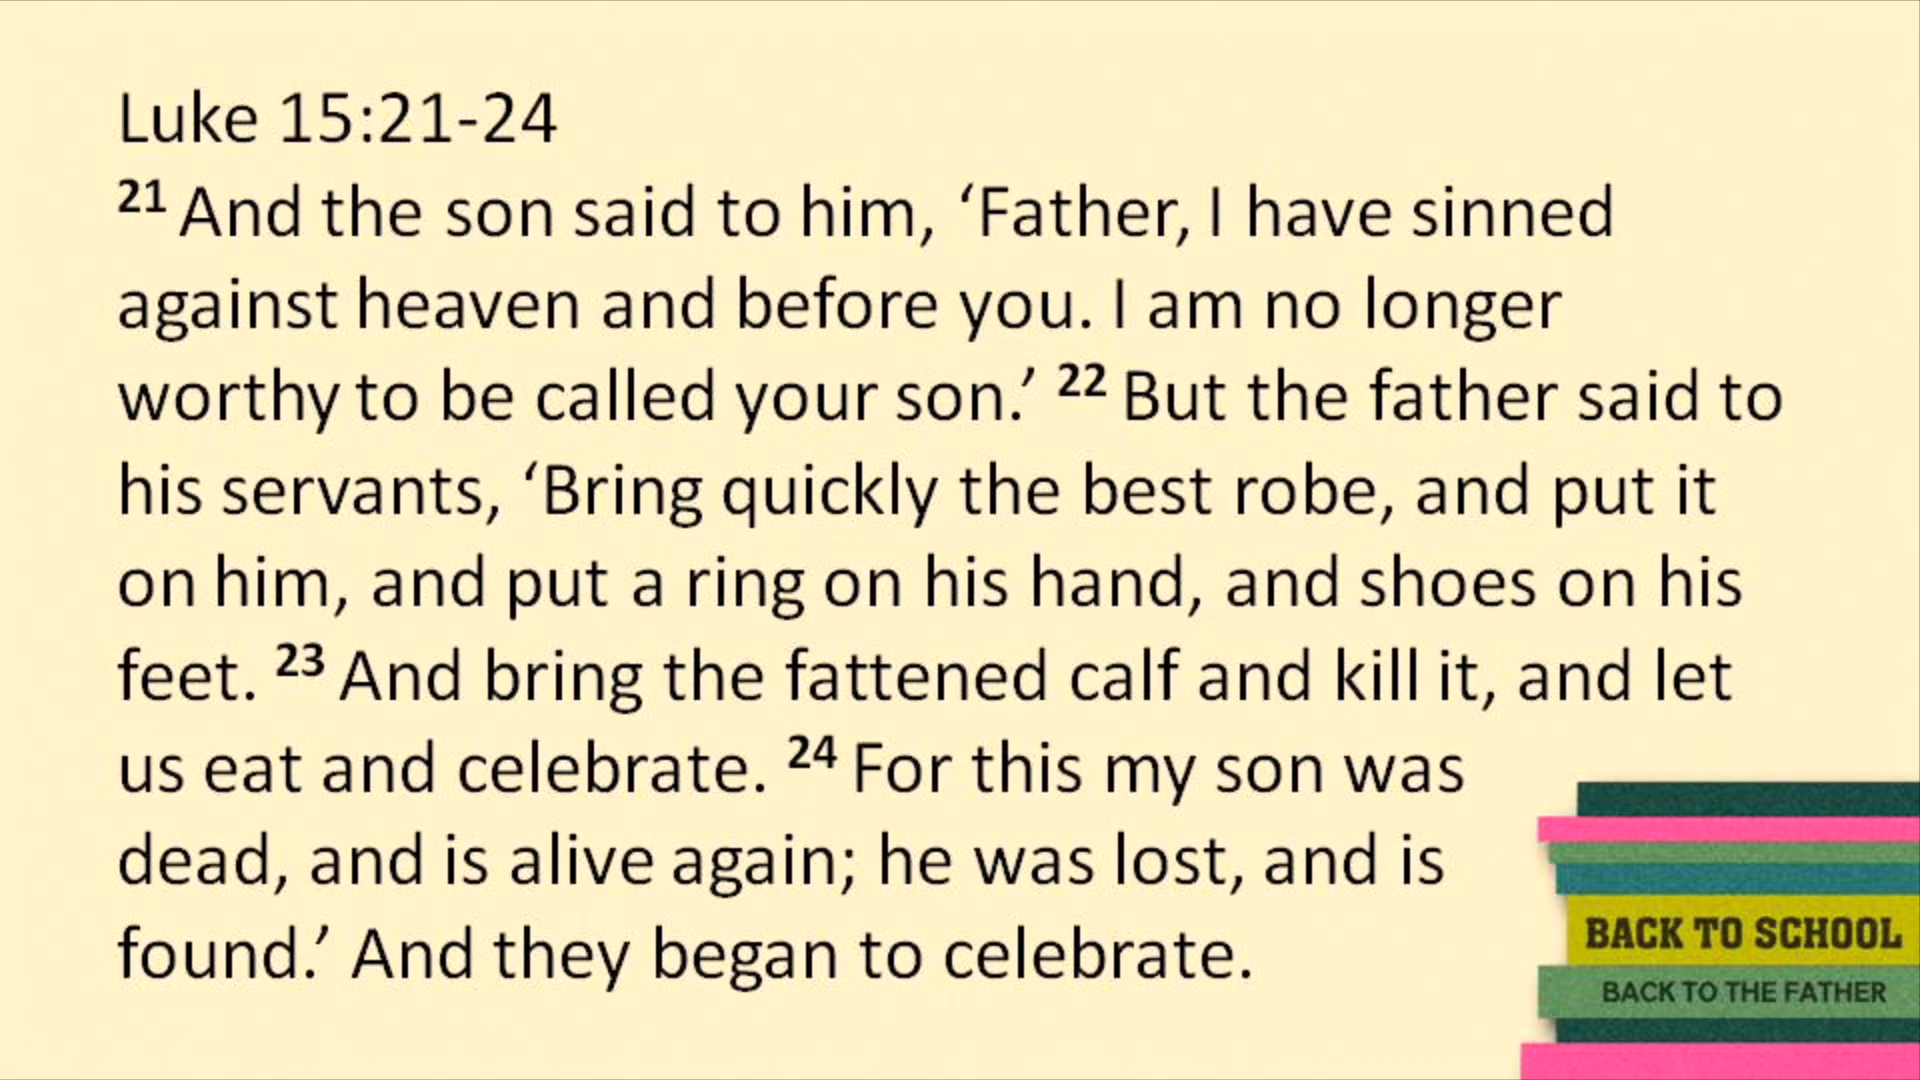 Luke 15:21-24
21 And the son said to him, ‘Father, I have sinned
against heaven and before you. I am no longer
worthy to be called your son.’ 22 But the father said to
his servants, ‘Bring quickly the best robe, and put it
on him, and put a ring on his hand, and shoes on his
feet. 23 And bring the fattened calf and kill it, and let
us eat and celebrate. 24 For this my son was
dead, and is alive again; he was lost, and is
found.’ And they began to celebrate.
BACK TO SCHOOL
BACK TO THE FATHER